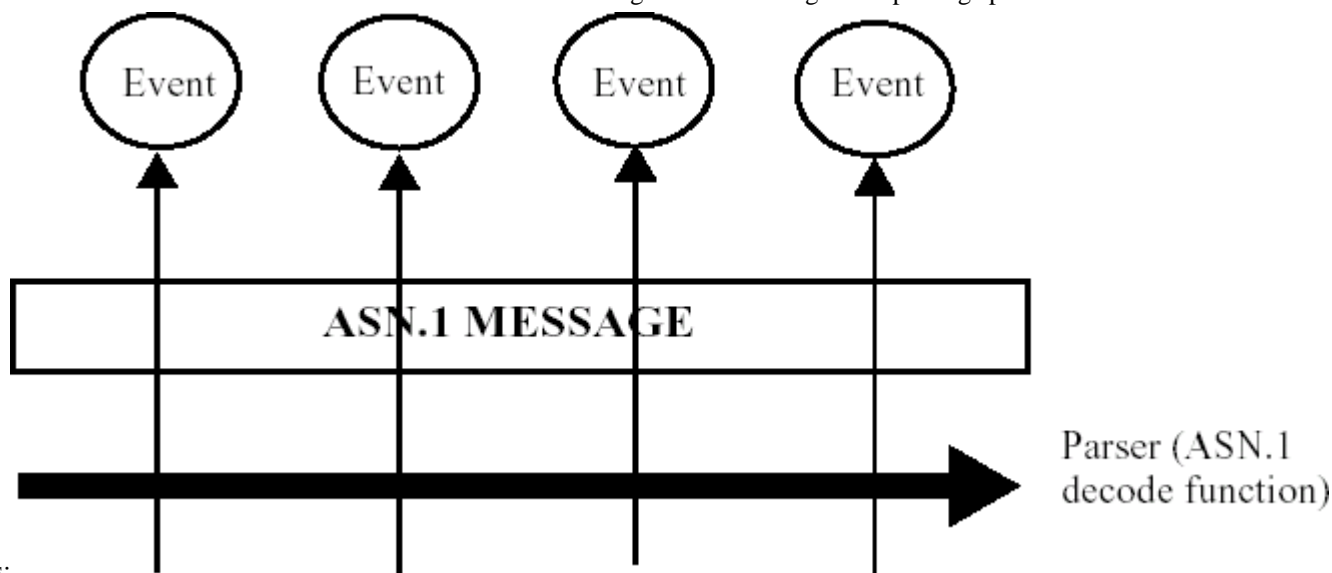 Event Event Event Event
ASN.1 MESSAGE
Parser (ASN.1
decode function)